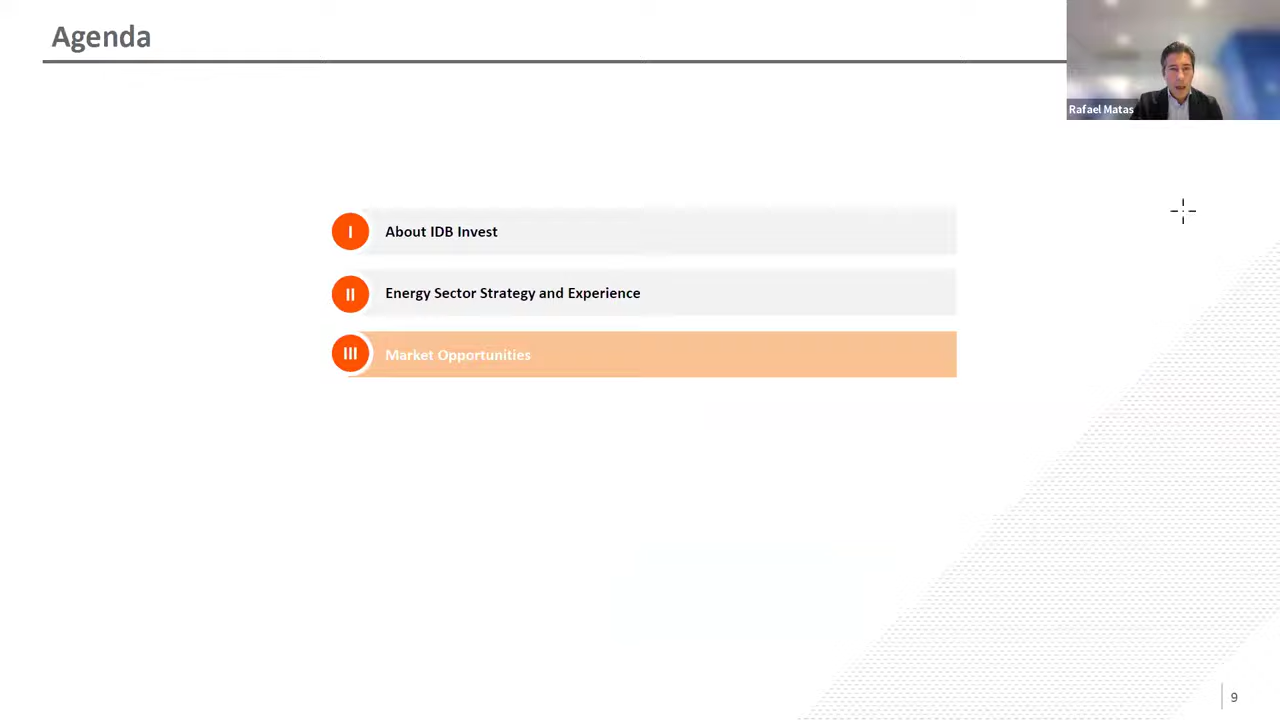 Agenda
Rafael Matas
I
About IDB Invest
II
Energy Sector Strategy and Experience
III
Market Opportunities
9